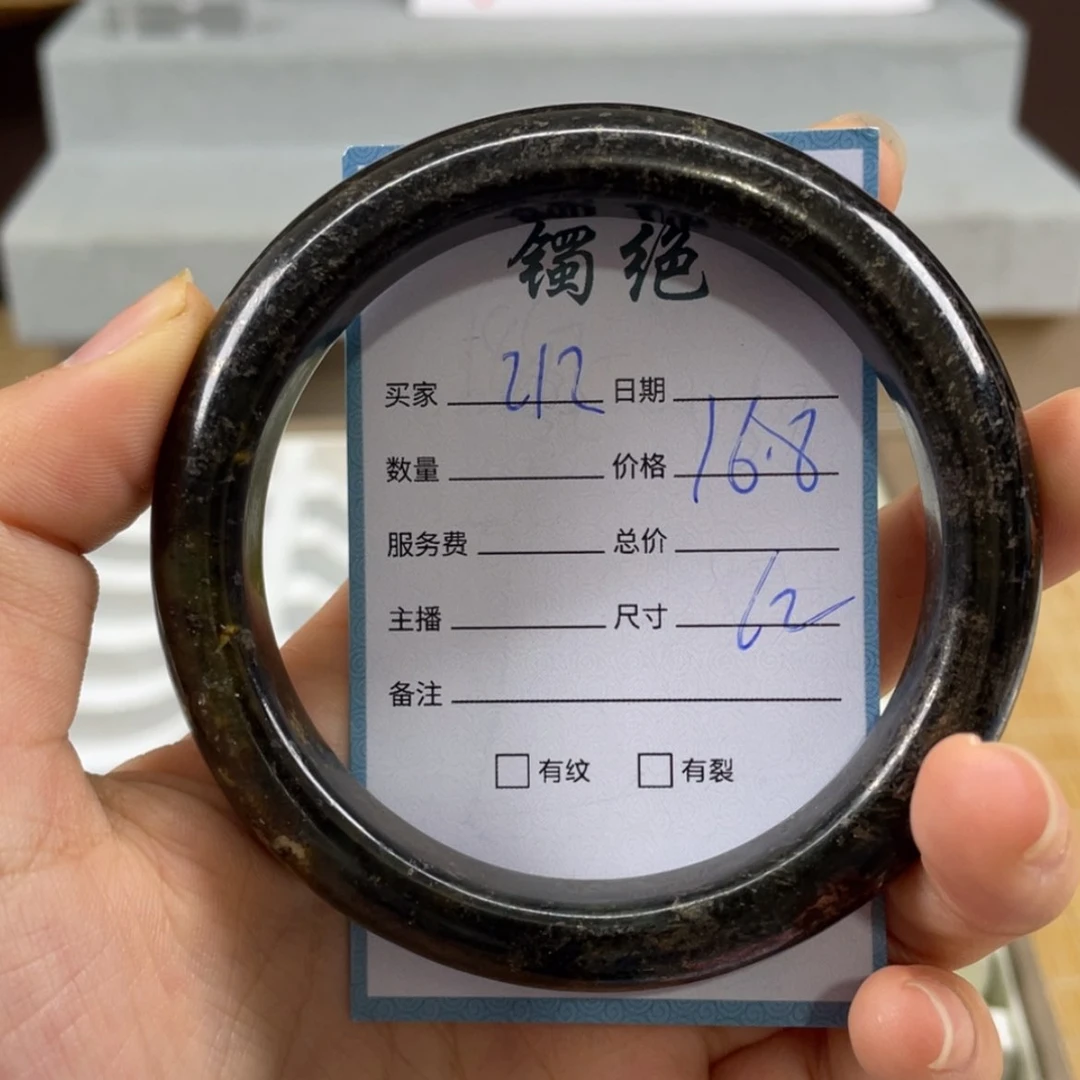 镯绝
买家 212 日期
数量 价格 16.8
服务费 总价
主播 尺寸 62
备注
有纹 有裂